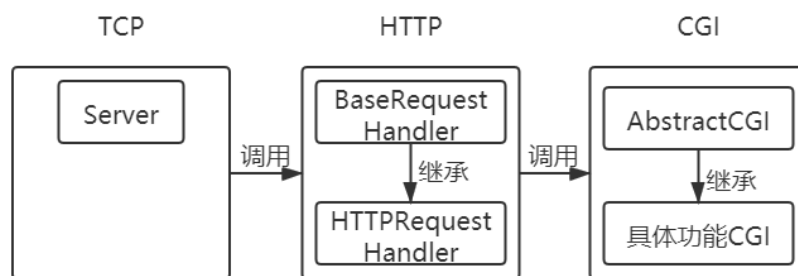 TCP
HTTP
CGI
Server
BaseRequest
Handler
AbstractCGI
调用
继承
调用
继承
HTTPRequest
Handler
具体功能CGI